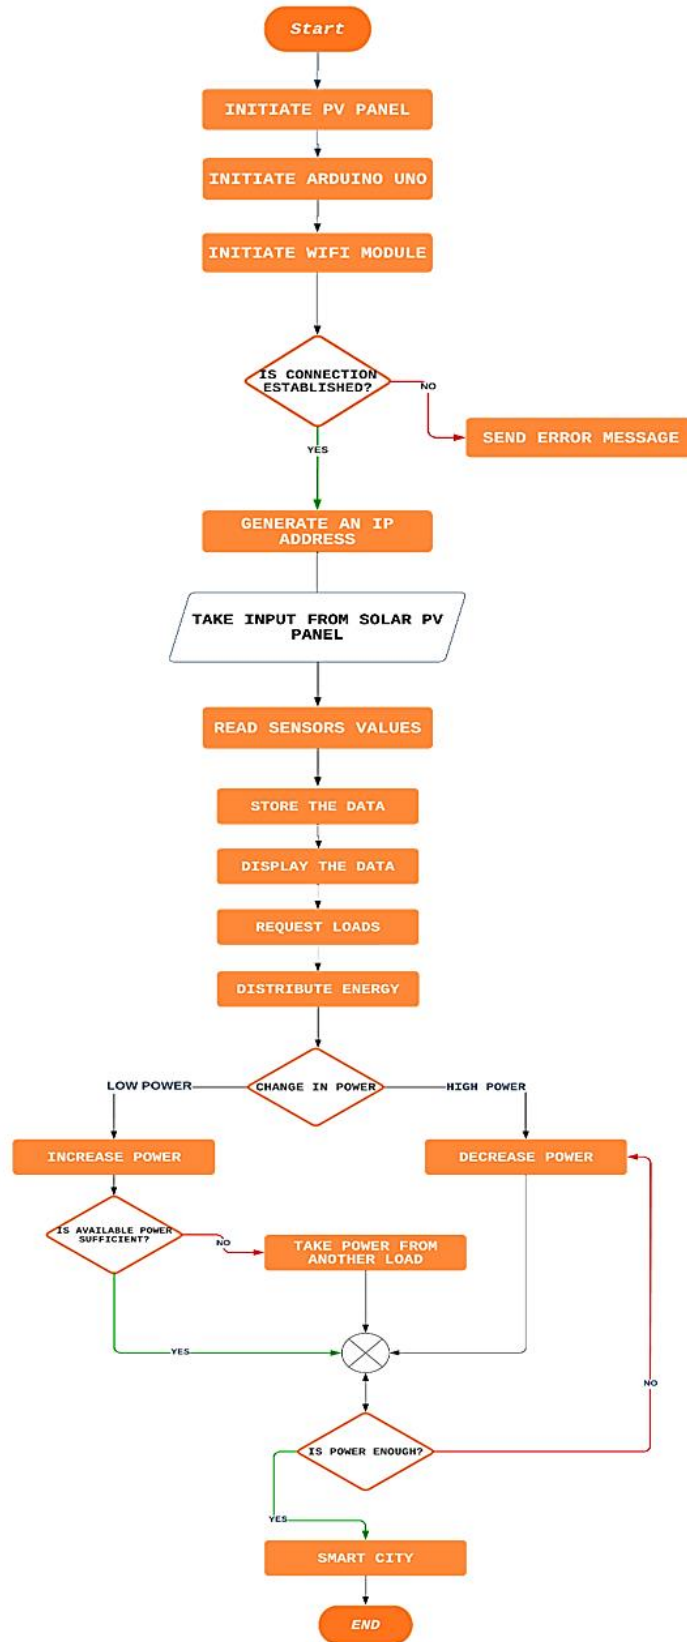 Start
INITIATE PV PANEL
INITIATE ARDUINO UNO
INITIATE WIFI MODULE
IS CONNECTION
ESTABLISHED?
NO
SEND ERROR MESSAGE
YES
GENERATE AN IP
ADDRESS
TAKE INPUT FROM SOLAR PV
PANEL
READ SENSORS VALUES
STORE THE DATA
DISPLAY THE DATA
REQUEST LOADS
DISTRIBUTE ENERGY
LOW POWER
CHANGE IN POWER
HIGH POWER
INCREASE POWER
DECREASE POWER
IS AVAILABLE POWER
SUFFICIENT?
NO
TAKE POWER FROM
ANOTHER LOAD
YES
NO
IS POWER ENOUGH?
YES
SMART CITY
END